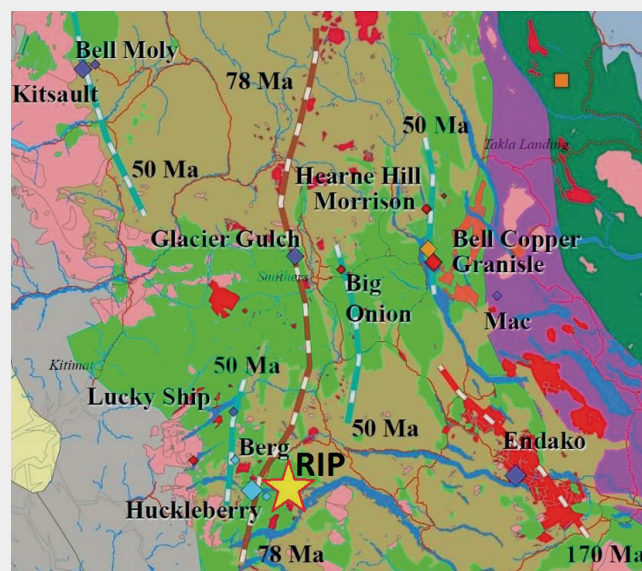 Bell Moly
Kitsault
78 Ma
50 Ma
Takla Landing
50 Ma
Hearne Hill
Morrison
Glacier Gulch
Bell Copper
Granisle
Smithers
Big
Onion
Mac
Kitimat
50 Ma
Lucky Ship
50 Ma
Endako
Berg
RIP
Huckleberry
78 Ma
170 Ma